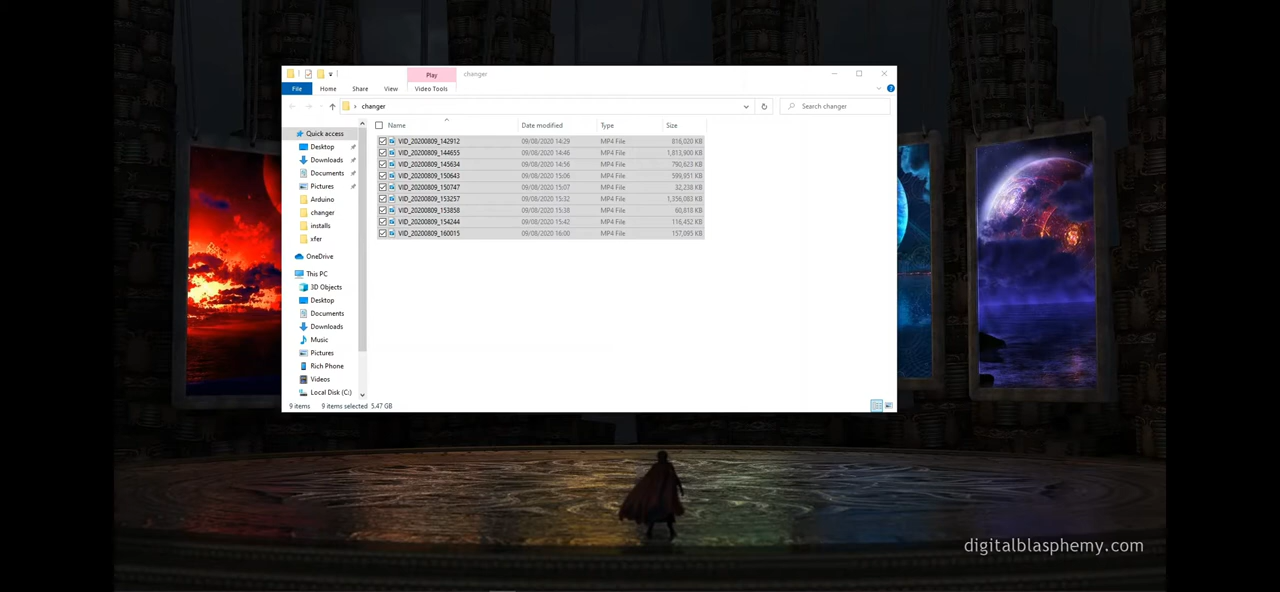 Play changer
File Home Share View Video Tools
changer Search changer
Name Date modified Type Size
Quick access
Desktop
Downloads
Documents
Pictures
Arduino
changer
installs
xfer
OneDrive
This PC
3D Objects
Desktop
Documents
Downloads
Music
Pictures
Rich Phone
Videos
Local Disk (C:)
VID_20200809_142912 09/08/2020 14:29 MP4 File 816,020 KB
VID_20200809_144655 09/08/2020 14:46 MP4 File 1,813,900 KB
VID_20200809_145634 09/08/2020 14:56 MP4 File 790,623 KB
VID_20200809_150643 09/08/2020 15:06 MP4 File 599,951 KB
VID_20200809_150747 09/08/2020 15:07 MP4 File 32,238 KB
VID_20200809_153257 09/08/2020 15:32 MP4 File 1,356,083 KB
VID_20200809_153858 09/08/2020 15:38 MP4 File 60,818 KB
VID_20200809_154244 09/08/2020 15:42 MP4 File 116,452 KB
VID_20200809_160015 09/08/2020 16:00 MP4 File 157,095 KB
9 items 9 items selected 5.47 GB
digitalblasphemy.com